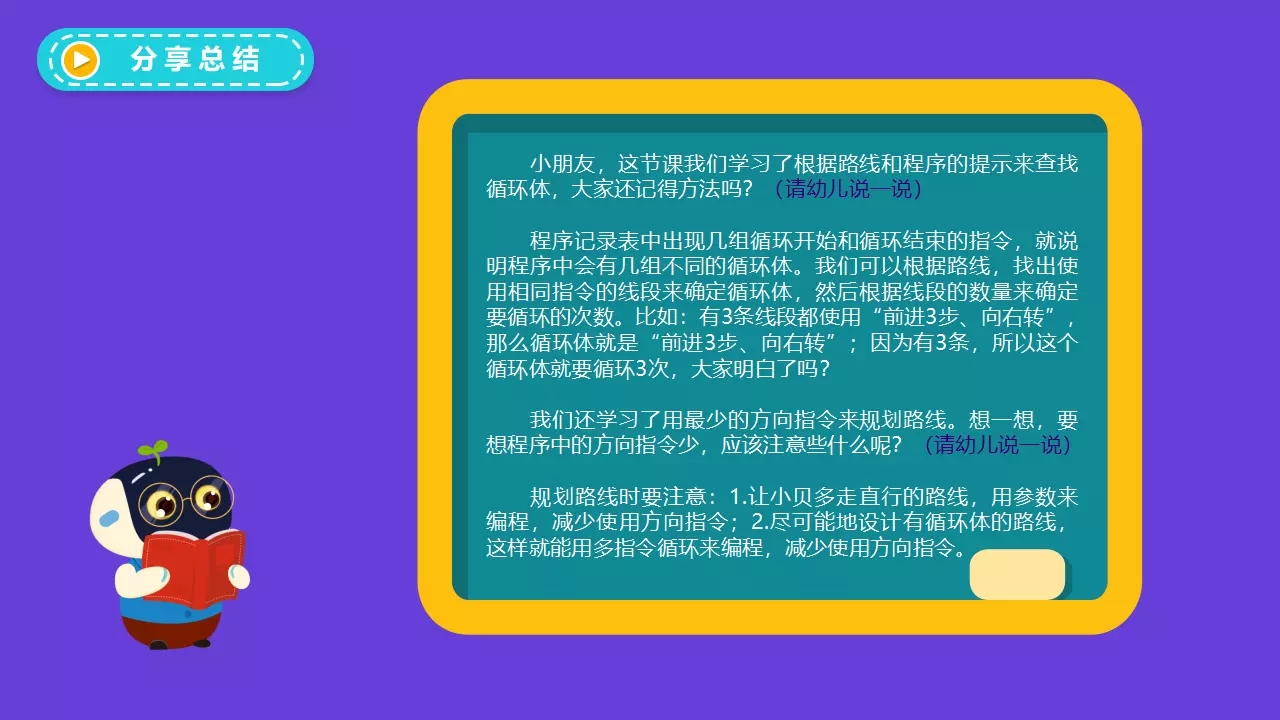 分享总结
小朋友，这节课我们学习了根据路线和程序的提示来查找
循环体，大家还记得方法吗？（请幼儿说一说）
程序记录表中出现几组循环开始和循环结束的指令，就说
明程序中会有几组不同的循环体。我们可以根据路线，找出使
用相同指令的线段来确定循环体，然后根据线段的数量来确定
要循环的次数。比如：有3条线段都使用“前进3步、向右转”，
那么循环体就是“前进3步、向右转”；因为有3条，所以这个
循环体就要循环3次，大家明白了吗？
我们还学习了用最少的方向指令来规划路线。想一想，要
想程序中的方向指令少，应该注意些什么呢？（请幼儿说一说）
规划路线时要注意：1.让小贝多走直行的路线，用参数来
编程，减少使用方向指令；2.尽可能地设计有循环体的路线，
这样就能用多指令循环来编程，减少使用方向指令。